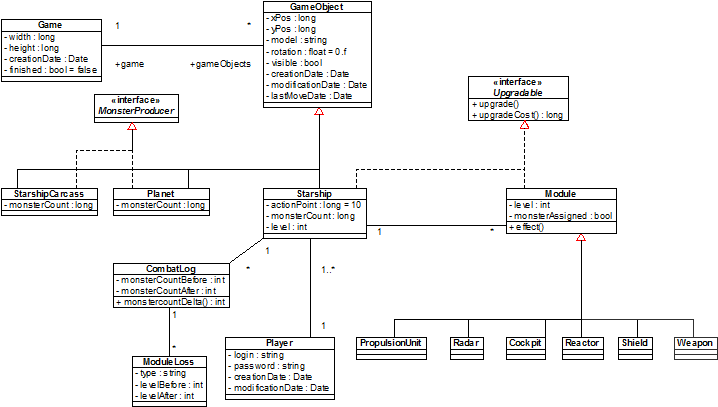 Game
- width : long
- height : long
- creationDate : Date
- finished : bool = false
1
*
+game
+gameObjects
GameObject
- xPos : long
- yPos : long
- model : string
- rotation : float = 0.f
- visible : bool
- creationDate : Date
- modificationDate : Date
- lastMoveDate : Date
«interface»
MonsterProducer
«interface»
Upgradable
+ upgrade()
+ upgradeCost() : long
StarshipCarcass
- monsterCount : long
Planet
- monsterCount : long
Starship
- actionPoint : long = 10
- monsterCount : long
- level : int
Module
- level : int
- monsterAssigned : bool
+ effect()
1
*
1
*
1..*
1
CombatLog
- monsterCountBefore : int
- monsterCountAfter : int
+ monstercountDelta() : int
1
*
ModuleLoss
- type : string
- levelBefore : int
- levelAfter : int
Player
- login : string
- password : string
- creationDate : Date
- modificationDate : Date
PropulsionUnit
Radar
Cockpit
Reactor
Shield
Weapon